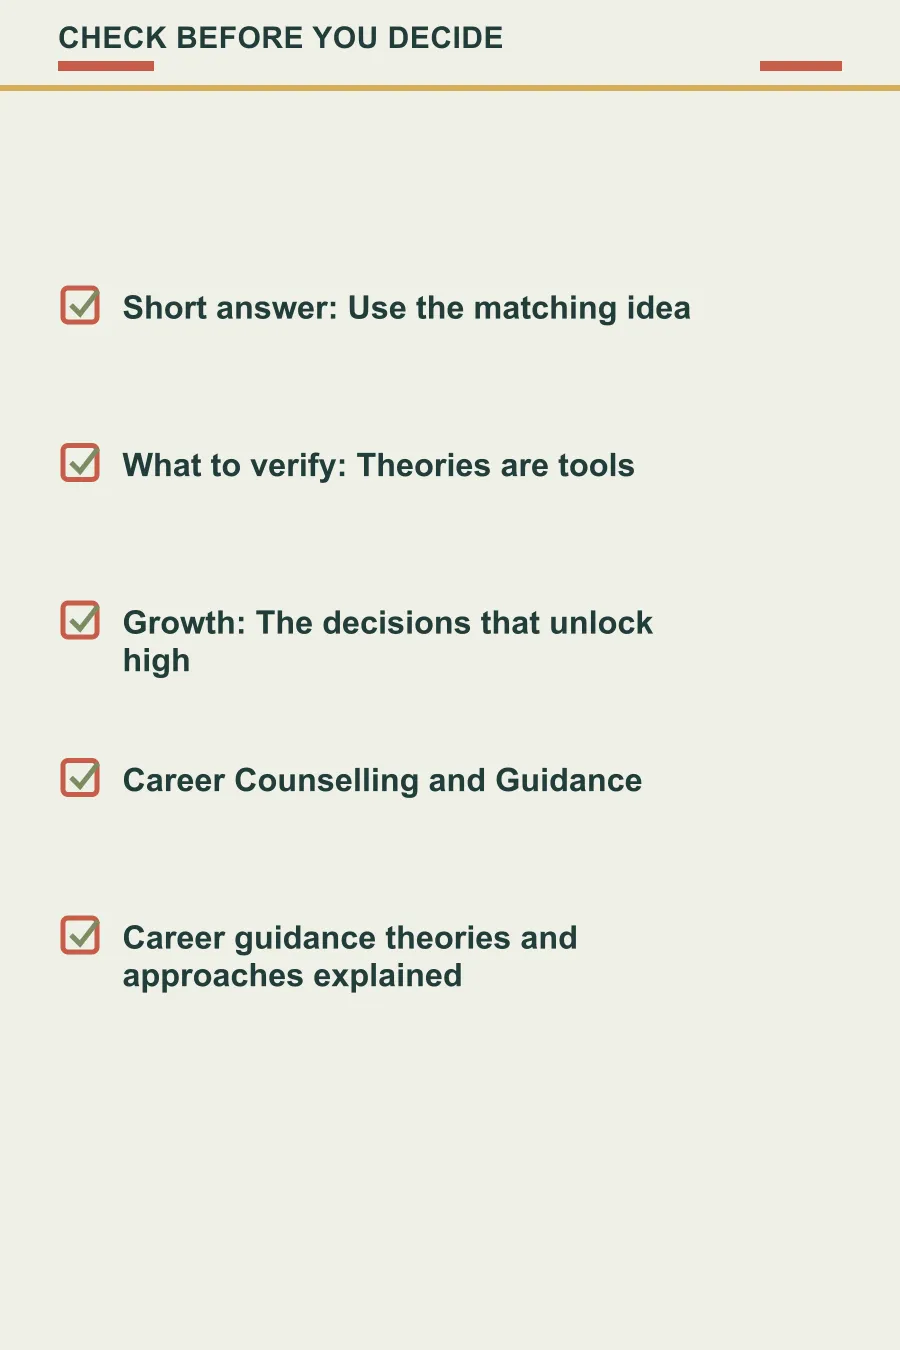 CHECK BEFORE YOU DECIDE
Short answer: Use the matching idea
What to verify: Theories are tools
Growth: The decisions that unlock
high
Career Counselling and Guidance
Career guidance theories and
approaches explained